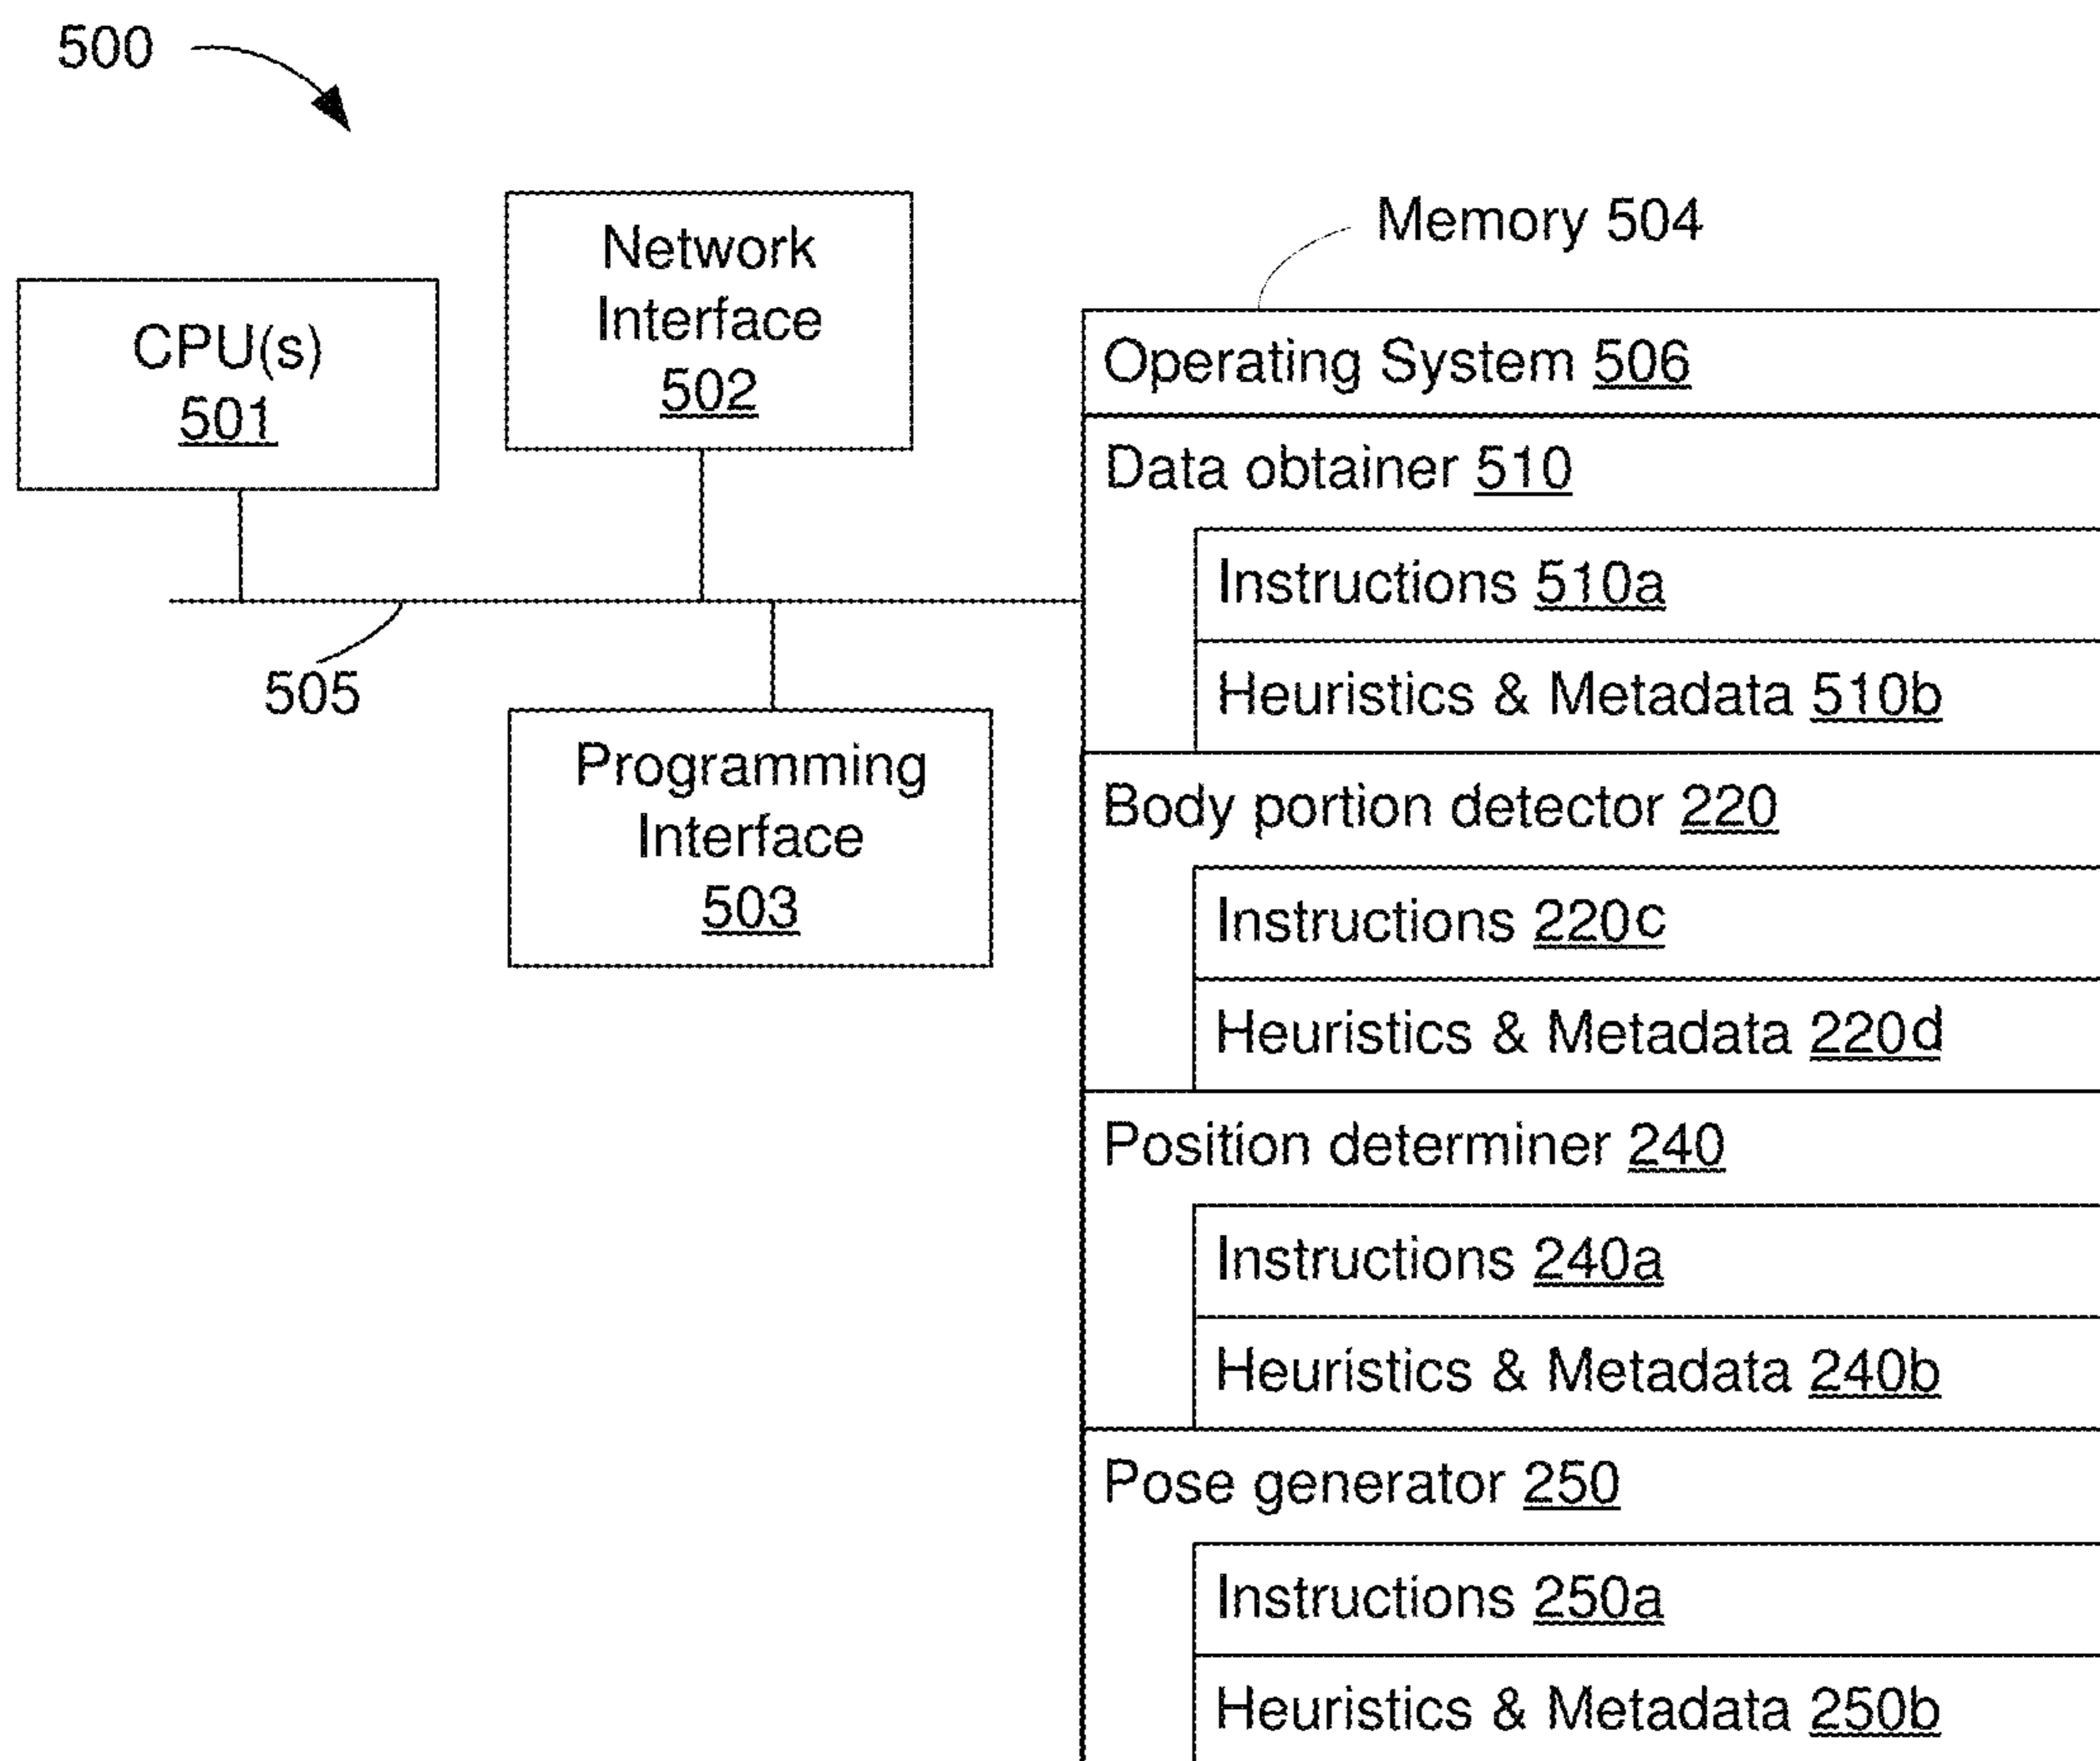 500
CPU(s)
501
Network
Interface
502
505
Programming
Interface
503
Memory 504
Operating System 506
Data obtainer 510
Instructions 510a
Heuristics & Metadata 510b
Body portion detector 220
Instructions 220c
Heuristics & Metadata 220d
Position determiner 240
Instructions 240a
Heuristics & Metadata 240b
Pose generator 250
Instructions 250a
Heuristics & Metadata 250b